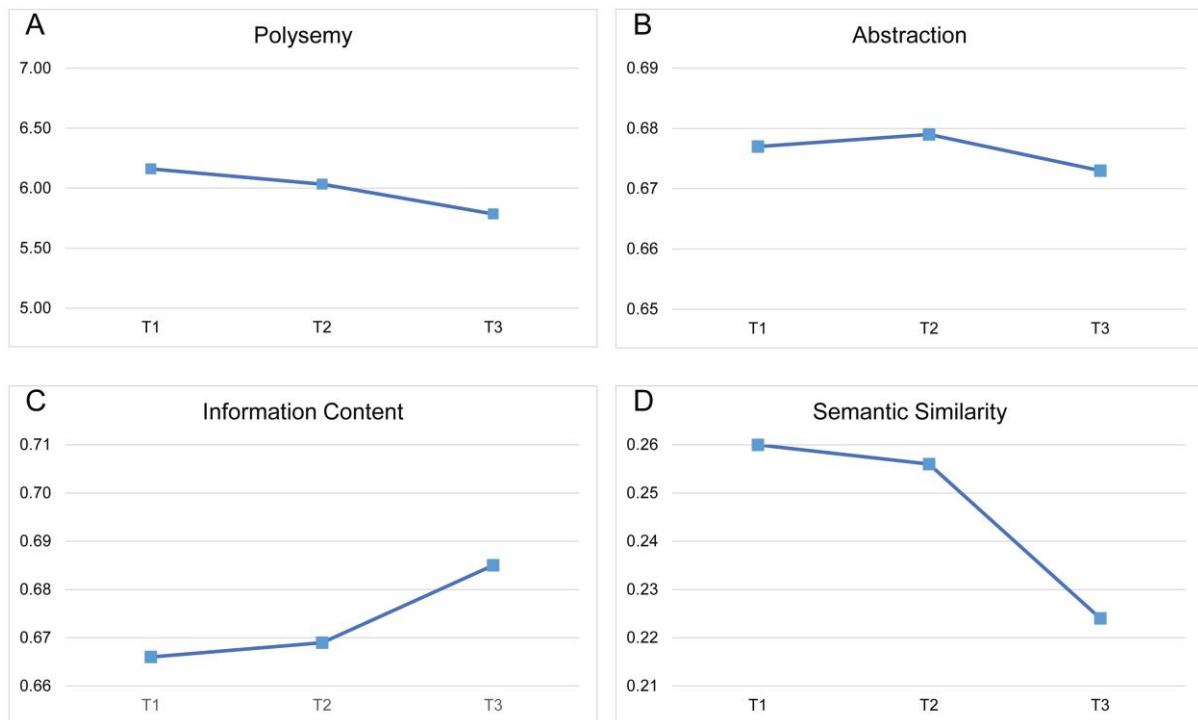 A
Polysemy
7.00
6.50
6.00
5.50
5.00
T1 T2 T3
B
Abstraction
0.69
0.68
0.67
0.66
0.65
T1 T2 T3
C
Information Content
0.71
0.70
0.69
0.68
0.67
0.66
T1 T2 T3
D
Semantic Similarity
0.26
0.25
0.24
0.23
0.22
0.21
T1 T2 T3